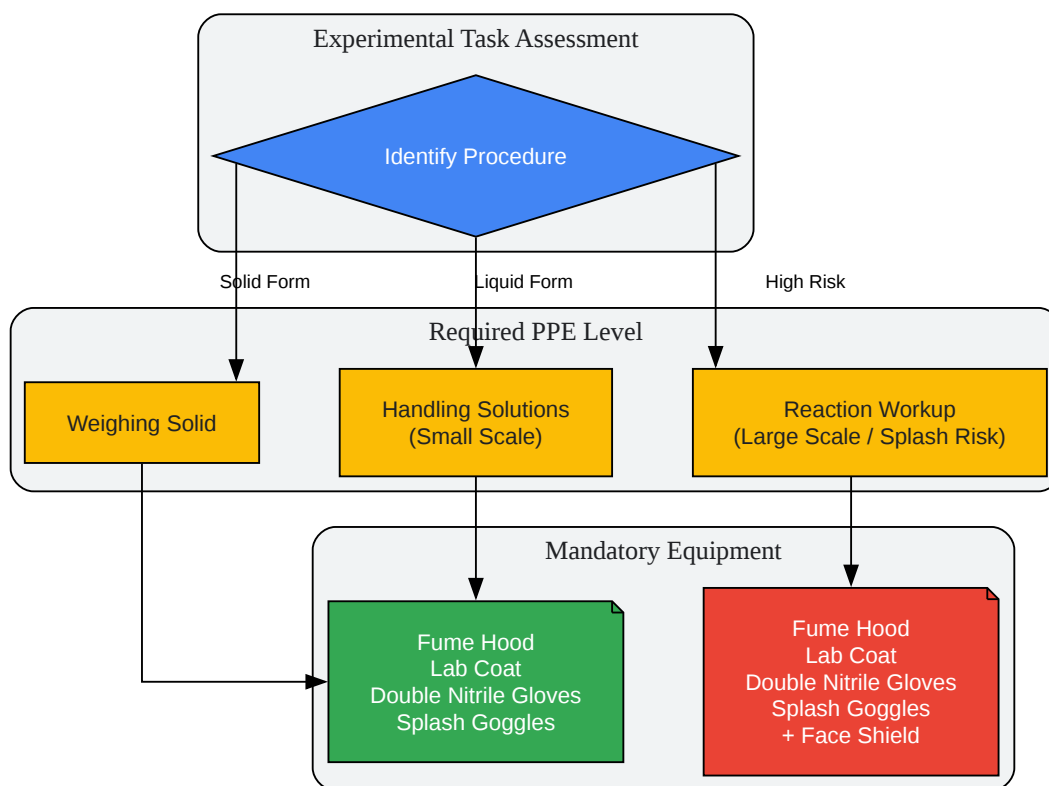 Experimental Task Assessment
Identify Procedure
Solid Form
Liquid Form
High Risk
Required PPE Level
Weighing Solid
Handling Solutions
(Small Scale)
Reaction Workup
(Large Scale / Splash Risk)
Mandatory Equipment
Fume Hood
Lab Coat
Double Nitrile Gloves
Splash Goggles
Fume Hood
Lab Coat
Double Nitrile Gloves
Splash Goggles
+ Face Shield